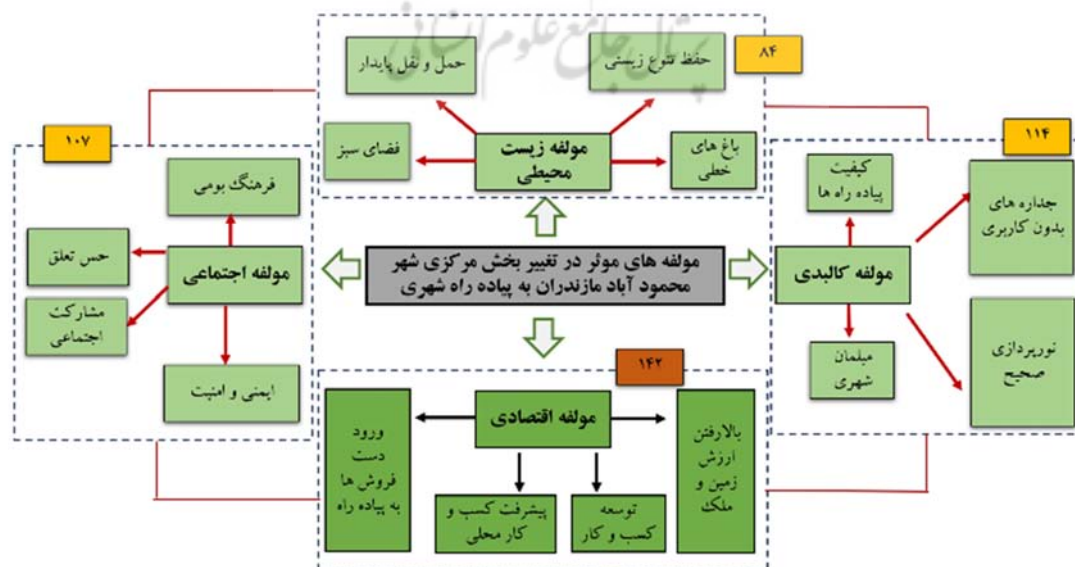 پرتال جامع علوم انسانی
۸۴
حفظ تنوع زیستی
حمل و نقل پایدار
مولفه زیست
محیطی
باغ های
خطی
فضای سبز
۱۱۴
کیفیت
پیاده راه ها
جداره های
بدون کاربری
مولفه کالبدی
مبلمان
شهری
نورپردازی
صحیح
مولفه های موثر در تغییر بخش مرکزی شهر
محمود آباد مازندران به پیاده راه شهری
۱۰۷
فرهنگ بومی
حس تعلق
مولفه اجتماعی
مشارکت
اجتماعی
ایمنی و امنیت
۱۴۲
مولفه اقتصادی
بالارفتن
ارزش
زمین و
ملک
توسعه
کسب و کار
پیشرفت کسب و
کار محلی
ورود
دست
فروش ها
به پیاده راه